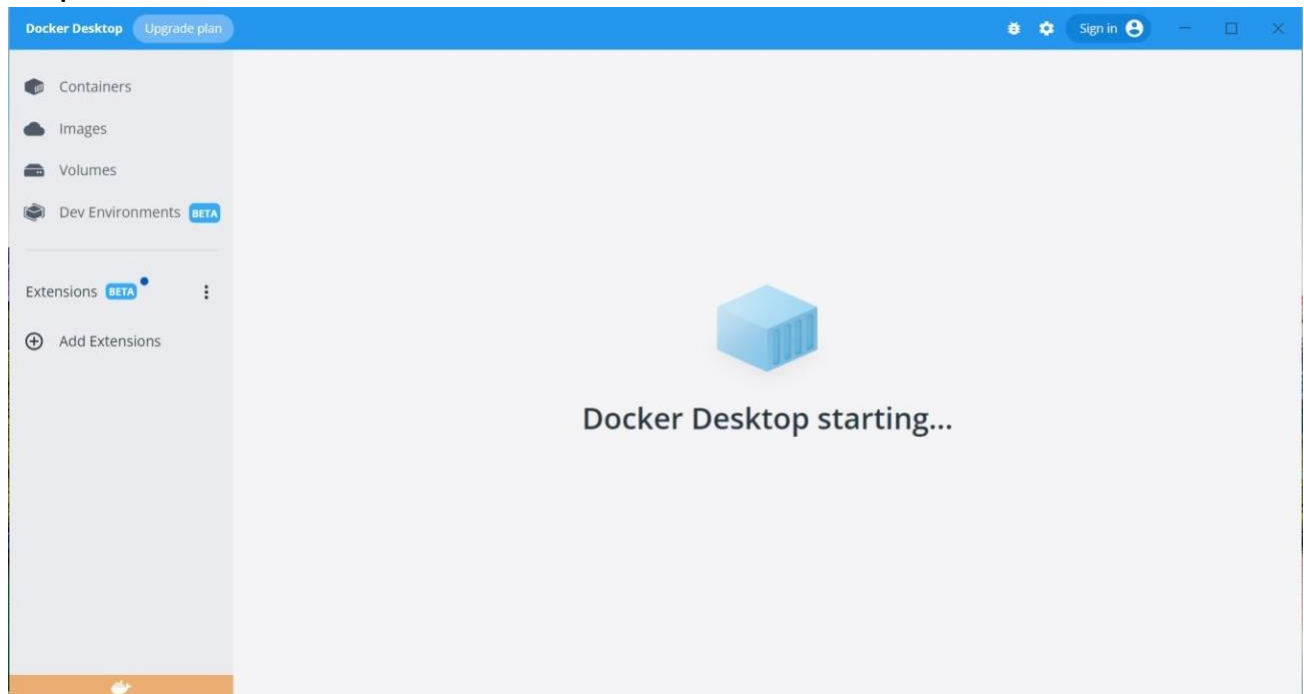 Docker Desktop Upgrade plan Sign in
Containers
Images
Volumes
Dev Environments BETA
Extensions BETA
Add Extensions
Docker Desktop starting...